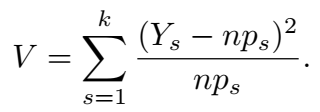 V = \sum_{s=1}^{k} \frac{(Y_s - np_s)^2}{np_s}.